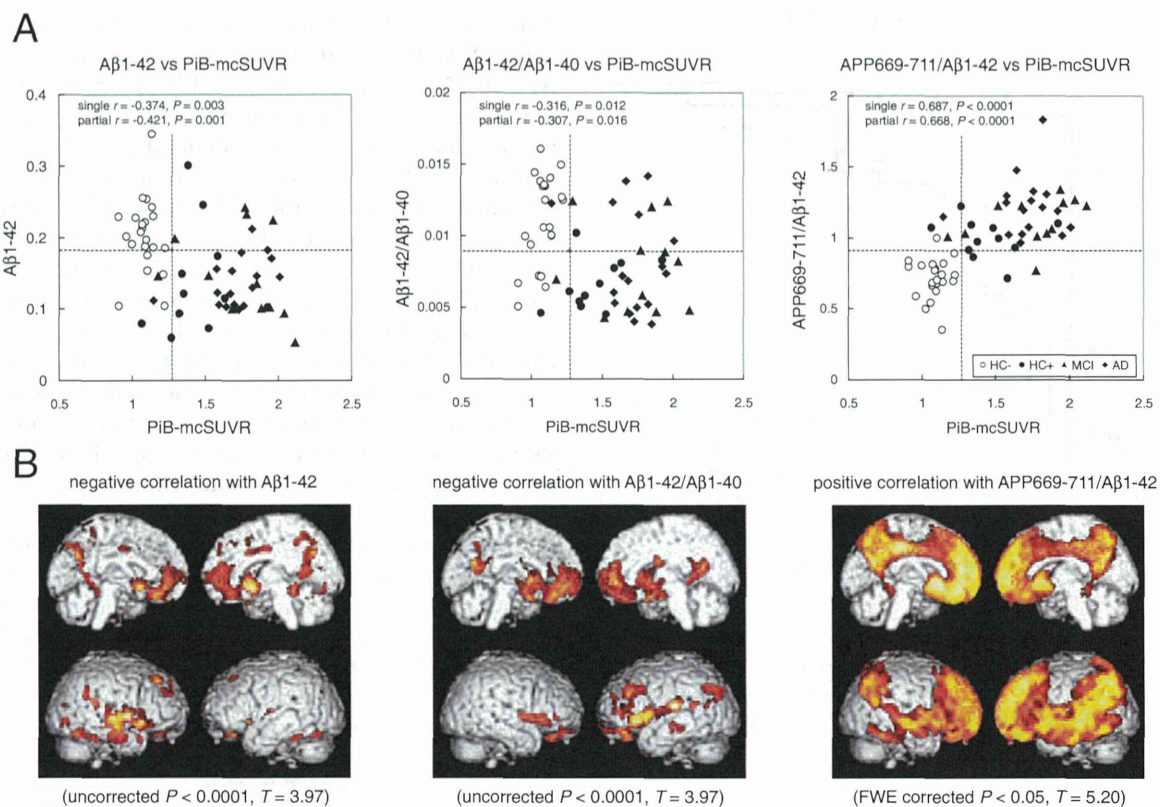 A
Aβ1-42 vs PiB-mcSUVR
single r = -0.374, P = 0.003
partial r = -0.421, P = 0.001
0.4
0.3
0.2
0.1
0
Aβ1-42
0.5
1
1.5
2
2.5
PiB-mcSUVR
Aβ1-42/Aβ1-40 vs PiB-mcSUVR
single r = -0.316, P = 0.012
partial r = -0.307, P = 0.016
0.02
0.015
0.01
0.005
0
Aβ1-42/Aβ1-40
0.5
1
1.5
2
2.5
PiB-mcSUVR
APP669-711/Aβ1-42 vs PiB-mcSUVR
single r = 0.687, P < 0.0001
partial r = 0.668, P < 0.0001
2
1.5
1
0.5
0
APP669-711/Aβ1-42
HC- HC+ MCI AD
0.5
1
1.5
2
2.5
PiB-mcSUVR
B
negative correlation with Aβ1-42
(uncorrected P < 0.0001, T = 3.97)
negative correlation with Aβ1-42/Aβ1-40
(uncorrected P < 0.0001, T = 3.97)
positive correlation with APP669-711/Aβ1-42
(FWE corrected P < 0.05, T = 5.20)